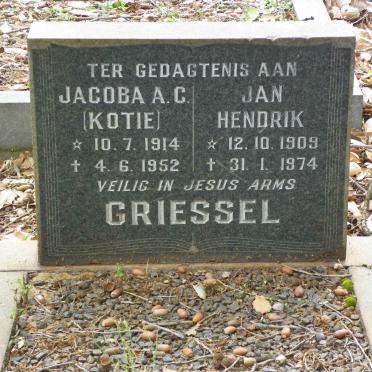 TER GEDAGTENIS AAN
JACOBA A.C.
(KOTIE)
☆ 10.7.1914
✝ 4.6.1952
JAN
HENDRIK
☆ 12.10.1909
✝ 31.1.1974
VEILIG IN JESUS ARMS
GRIESSEL